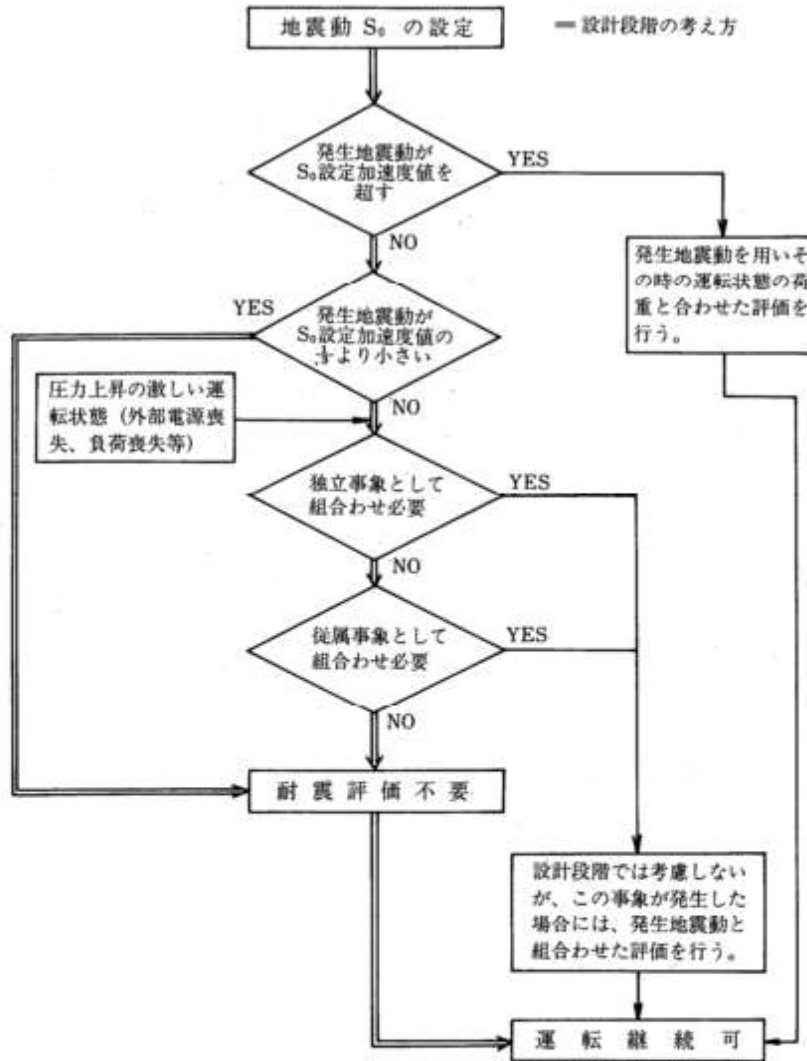 地震動 S₀ の設定
═ 設計段階の考え方
発生地震動が
S₀設定加速度値を
超す
YES
NO
発生地震動を用いそ
の時の運転状態の荷
重と合わせた評価を
行う。
YES
発生地震動が
S₀設定加速度値の
より小さい
NO
圧力上昇の激しい運
転状態（外部電源喪
失、負荷喪失等）
独立事象として
組合わせ必要
YES
NO
従属事象として
組合わせ必要
YES
NO
耐震評価不要
設計段階では考慮しない
が、この事象が発生した
場合には、発生地震動と
組合わせた評価を行う。
運転継続可